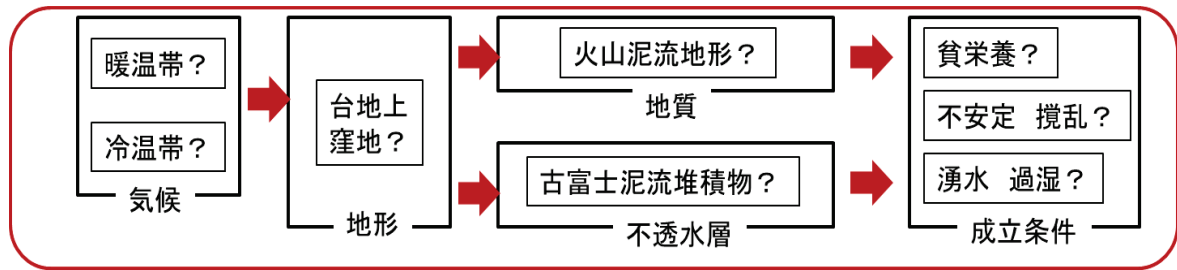 暖温帯？
冷温帯？
気候
台地上
窪地？
地形
火山泥流地形？
地質
古富士泥流堆積物？
不透水層
貧栄養？
不安定　撹乱？
湧水　過湿？
成立条件